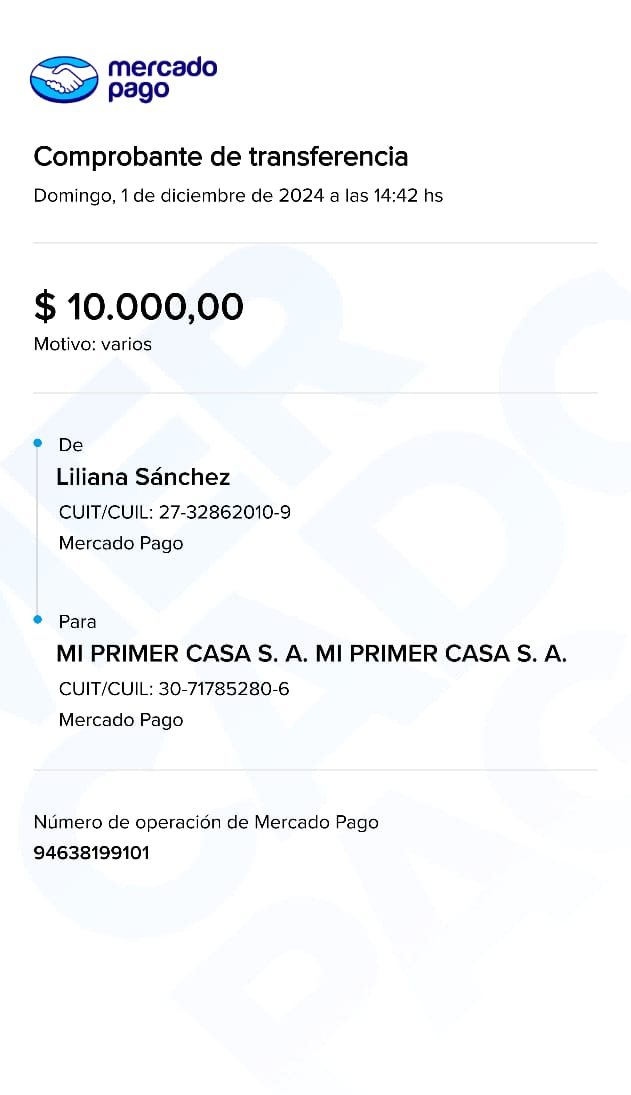 mercado
pago
Comprobante de transferencia
Domingo, 1 de diciembre de 2024 a las 14:42 hs
$ 10.000,00
Motivo: varios
De
Liliana Sánchez
CUIT/CUIL: 27-32862010-9
Mercado Pago
Para
MI PRIMER CASA S. A. MI PRIMER CASA S. A.
CUIT/CUIL: 30-71785280-6
Mercado Pago
Número de operación de Mercado Pago
94638199101